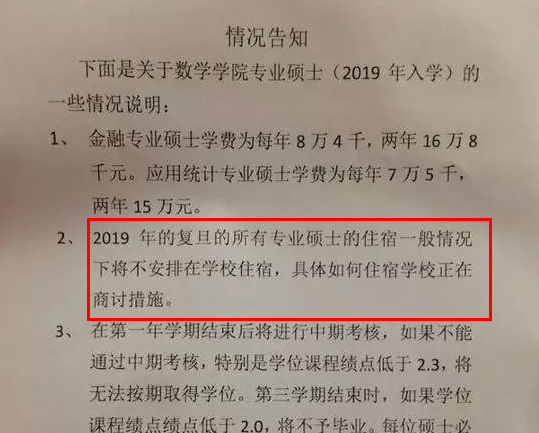 情况告知
下面是关于数学学院专业硕士（2019 年入学）的
一些情况说明：
1、 金融专业硕士学费为每年 8 万 4 千，两年 16 万 8
千元。应用统计专业硕士学费为每年 7 万 5 千，
两年 15 万元。
2、 2019 年的复旦的所有专业硕士的住宿一般情况
下将不安排在学校住宿，具体如何住宿学校正在
商讨措施。
3、 在第一年学期结束后将进行中期考核，如果不能
通过中期考核，特别是学位课程绩点低于 2.3，将
无法按期取得学位。第三学期结束时，如果学位
课程绩点绩点低于 2.0，将不予毕业。每位硕士必